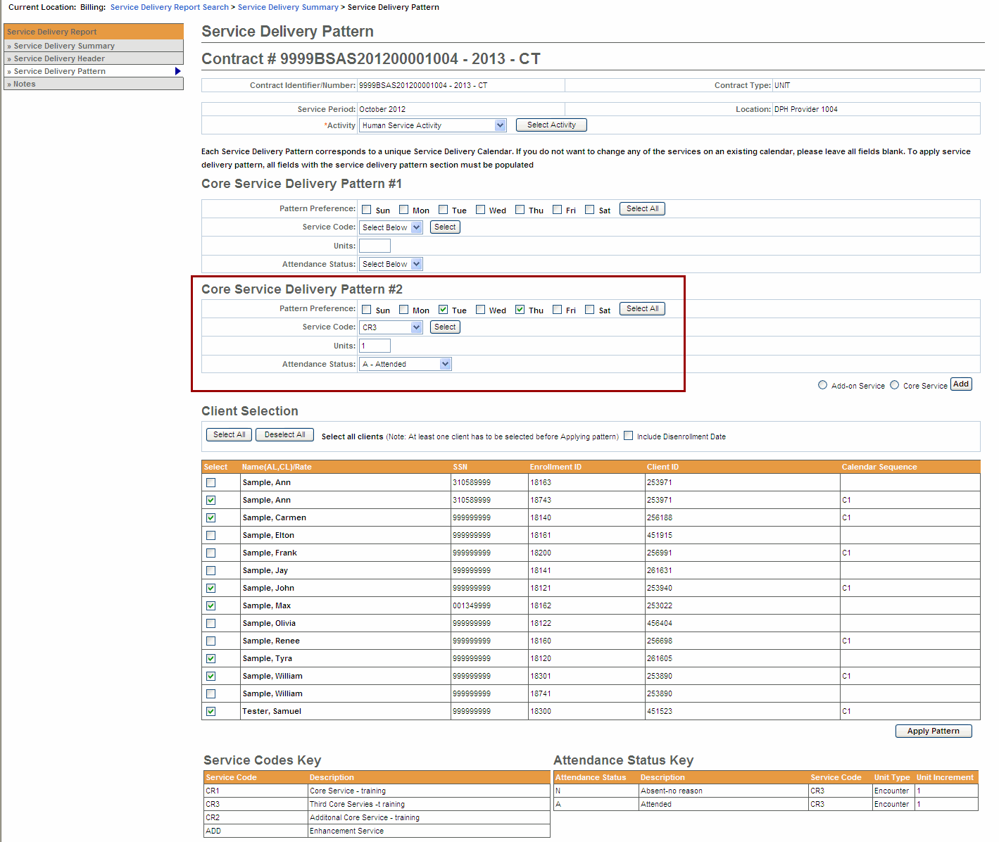 Current Location: Billing: Service Delivery Report Search > Service Delivery Summary > Service Delivery Pattern
Service Delivery Report
» Service Delivery Summary
» Service Delivery Header
» Service Delivery Pattern
» Notes
Service Delivery Pattern
Contract # 9999BSAS201200001004 - 2013 - CT
Contract Identifier/Number: 9999BSAS201200001004 - 2013 - CT Contract Type: UNIT
Service Period: October 2012 Location: DPH Provider 1004
*Activity Human Service Activity Select Activity
Each Service Delivery Pattern corresponds to a unique Service Delivery Calendar. If you do not want to change any of the services on an existing calendar, please leave all fields blank. To apply service
delivery pattern, all fields with the service delivery pattern section must be populated
Core Service Delivery Pattern #1
Pattern Preference: Sun Mon Tue Wed Thu Fri Sat Select All
Service Code: Select Below Select
Units:
Attendance Status: Select Below
Core Service Delivery Pattern #2
Pattern Preference: Sun Mon Tue Wed Thu Fri Sat Select All
Service Code: CR3 Select
Units: 1
Attendance Status: A - Attended
Add-on Service Core Service Add
Client Selection
Select All Deselect All Select all clients (Note: At least one client has to be selected before Applying pattern) Include Disenrollment Date
Select Name(AL,CL)/Rate SSN Enrollment ID Client ID Calendar Sequence
Sample, Ann 310589999 18163 253971
Sample, Ann 310589999 18743 253971 C1
Sample, Carmen 999999999 18140 256188 C1
Sample, Elton 999999999 18161 451915
Sample, Frank 999999999 18200 256991 C1
Sample, Jay 999999999 18141 261631
Sample, John 999999999 18121 253940 C1
Sample, Max 001349999 18162 253022
Sample, Olivia 999999999 18122 456404
Sample, Renee 999999999 18160 256698 C1
Sample, Tyra 999999999 18120 261605
Sample, William 999999999 18301 253890 C1
Sample, William 999999999 18741 253890
Tester, Samuel 999999999 18300 451523 C1
Apply Pattern
Service Codes Key
Service Code Description
CR1 Core Service - training
CR3 Third Core Servies -t raining
CR2 Additonal Core Service - training
ADD Enhancement Service
Attendance Status Key
Attendance Status Description Service Code Unit Type Unit Increment
N Absent-no reason CR3 Encounter 1
A Attended CR3 Encounter 1